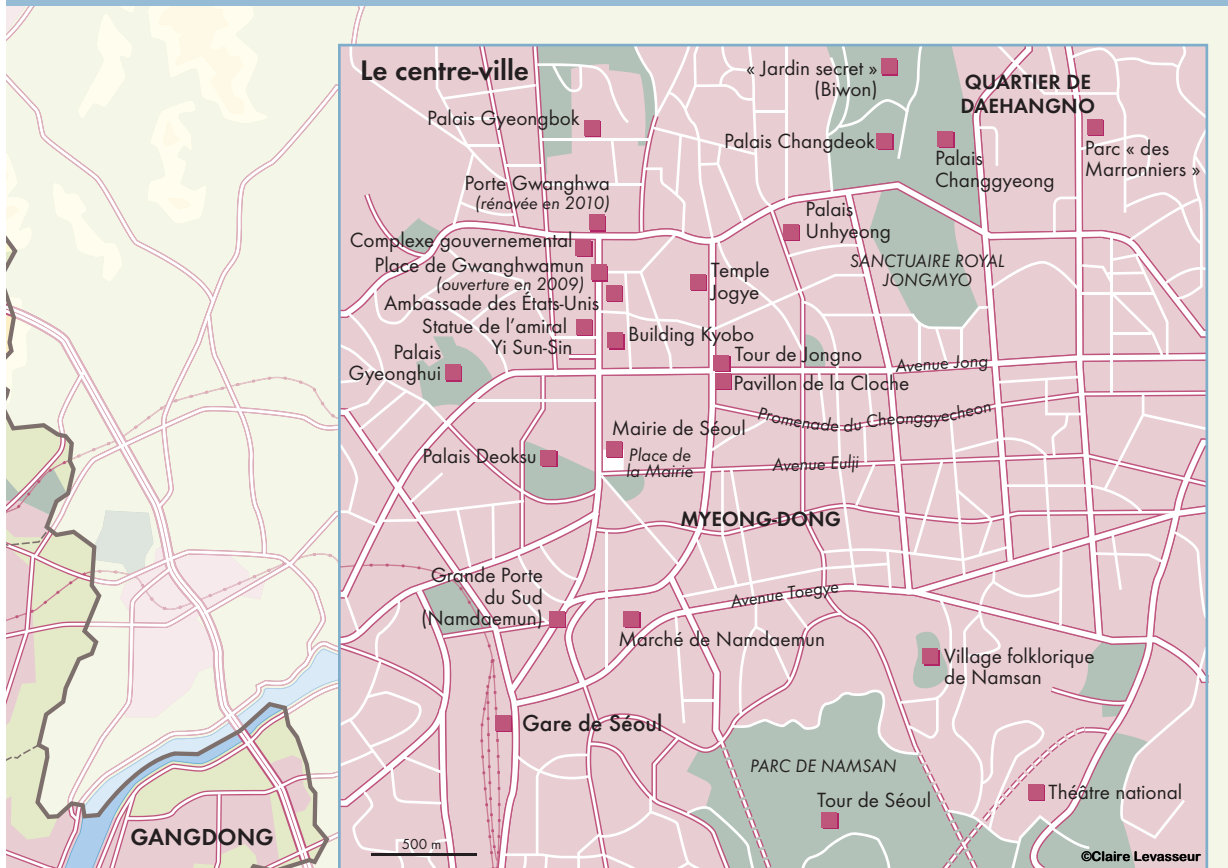 Le centre-ville
« Jardin secret »
(Biwon)
QUARTIER DE
DAEHANGNO
Palais Gyeongbok
Palais Changdeok
Palais
Changgyeong
Parc « des
Marronniers »
Porte Gwanghwa
(rénovée en 2010)
Palais
Unhyeong
Complexe gouvernemental
Place de Gwanghwamun
(ouverture en 2009)
SANCTUAIRE ROYAL
JONGMYO
Temple
Jogye
Ambassade des États-Unis
Statue de l’amiral
Yi Sun-Sin
Building Kyobo
Palais
Gyeonghui
Tour de Jongno
Avenue Jong
Pavillon de la Cloche
Promenade du Cheonggyecheon
Mairie de Séoul
Place de
la Mairie
Palais Deoksu
Avenue Eulji
MYEONG-DONG
Grande Porte
du Sud
(Namdaemun)
Avenue Toegye
Marché de Namdaemun
Village folklorique
de Namsan
Gare de Séoul
PARC DE NAMSAN
Tour de Séoul
Théâtre national
500 m
GANGDONG
©Claire Levasseur